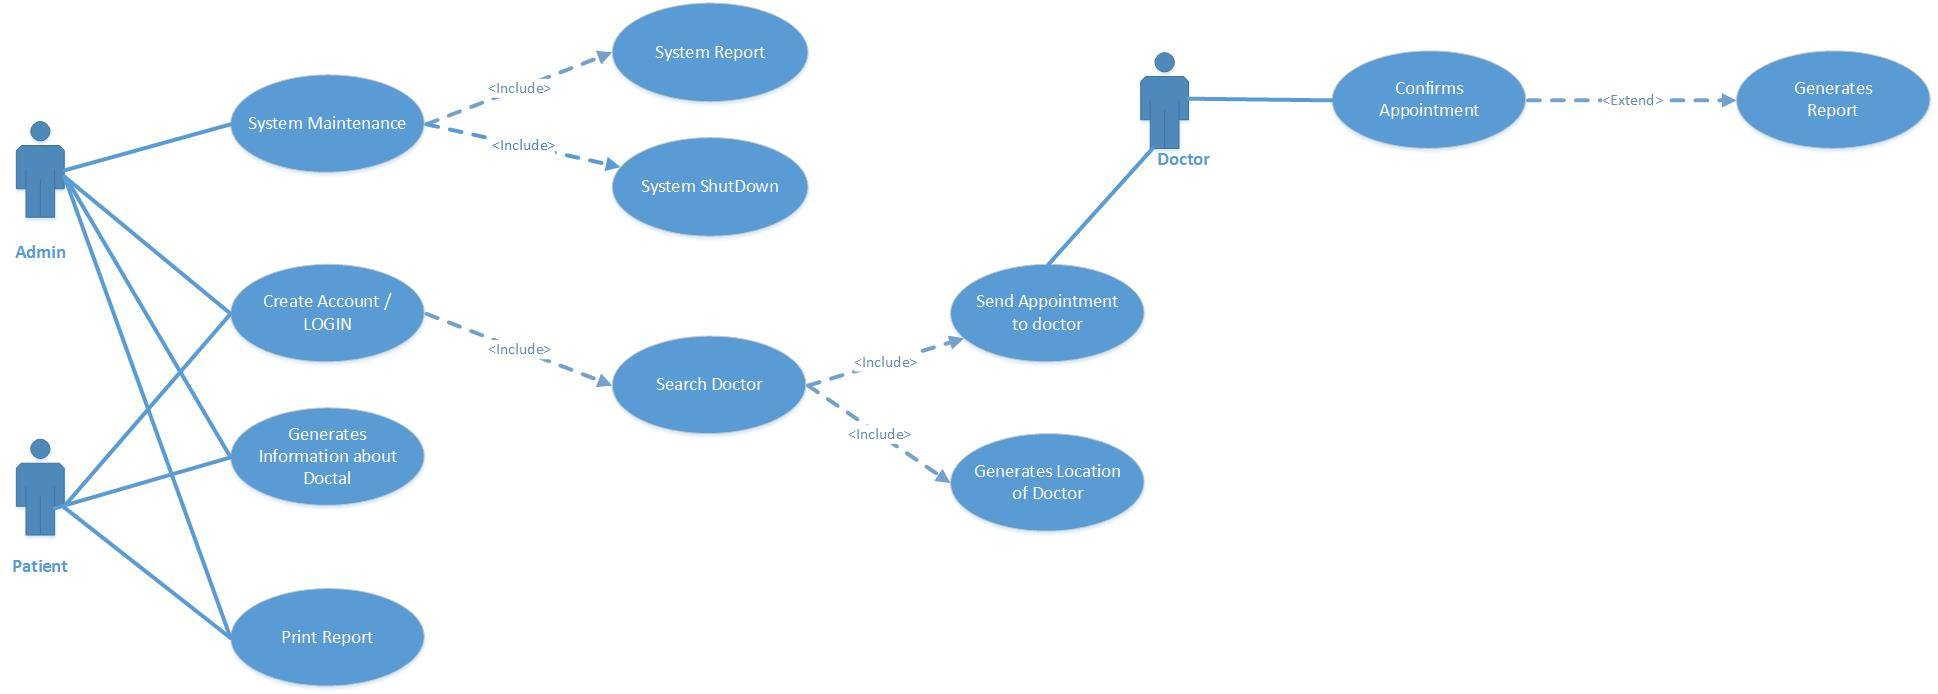 System Report
<Include>
System Maintenance
<Include>
System ShutDown
Admin
Doctor
Confirms
Appointment
<Extend>
Generates
Report
Create Account /
LOGIN
<Include>
Search Doctor
<Include>
Send Appointment
to doctor
<Include>
Generates Location
of Doctor
Generates
Information about
Doctal
Patient
Print Report